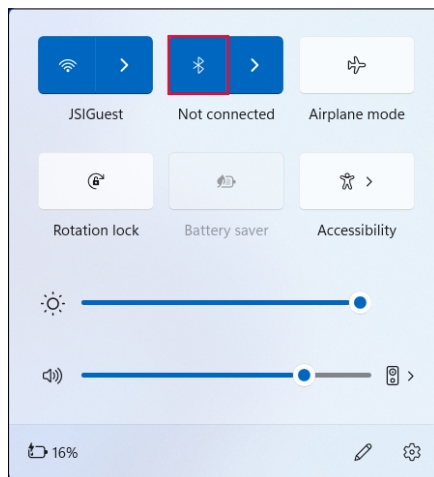 JSIGuest Not connected Airplane mode
Rotation lock Battery saver Accessibility
16%